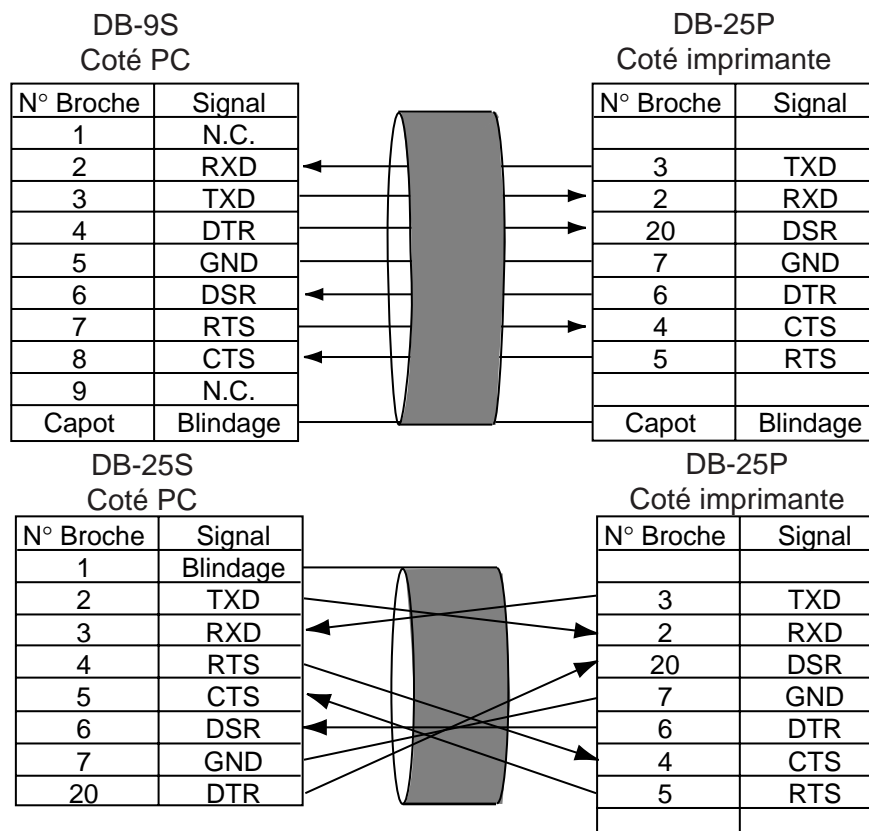 DB-9S
Coté PC
DB-25P
Coté imprimante
N° Broche Signal
1 N.C.
2 RXD
3 TXD
4 DTR
5 GND
6 DSR
7 RTS
8 CTS
9 N.C.
Capot Blindage
N° Broche Signal
3 TXD
2 RXD
20 DSR
7 GND
6 DTR
4 CTS
5 RTS
Capot Blindage
DB-25S
Coté PC
DB-25P
Coté imprimante
N° Broche Signal
1 Blindage
2 TXD
3 RXD
4 RTS
5 CTS
6 DSR
7 GND
20 DTR
N° Broche Signal
3 TXD
2 RXD
20 DSR
7 GND
6 DTR
4 CTS
5 RTS